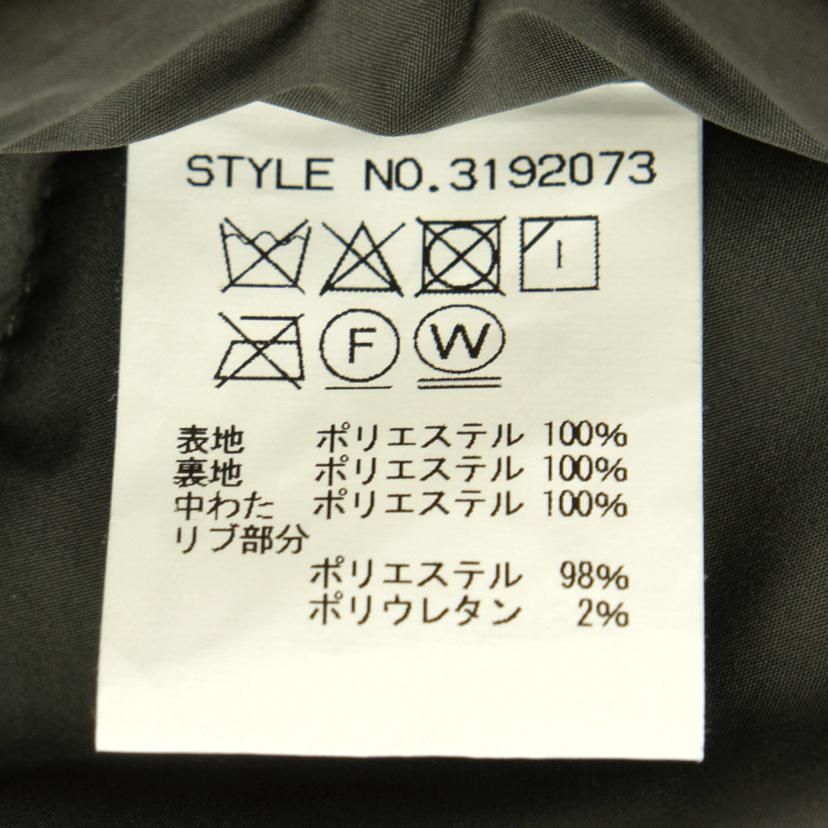 STYLE NO.3192073
F W
表地 ポリエステル 100%
裏地 ポリエステル 100%
中わた ポリエステル 100%
リブ部分
ポリエステル 98%
ポリウレタン 2%